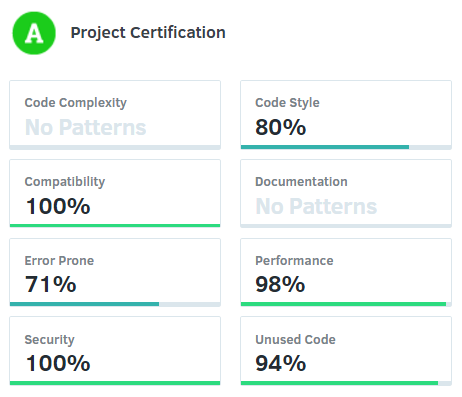 A Project Certification
Code Complexity
No Patterns
Code Style
80%
Compatibility
100%
Documentation
No Patterns
Error Prone
71%
Performance
98%
Security
100%
Unused Code
94%